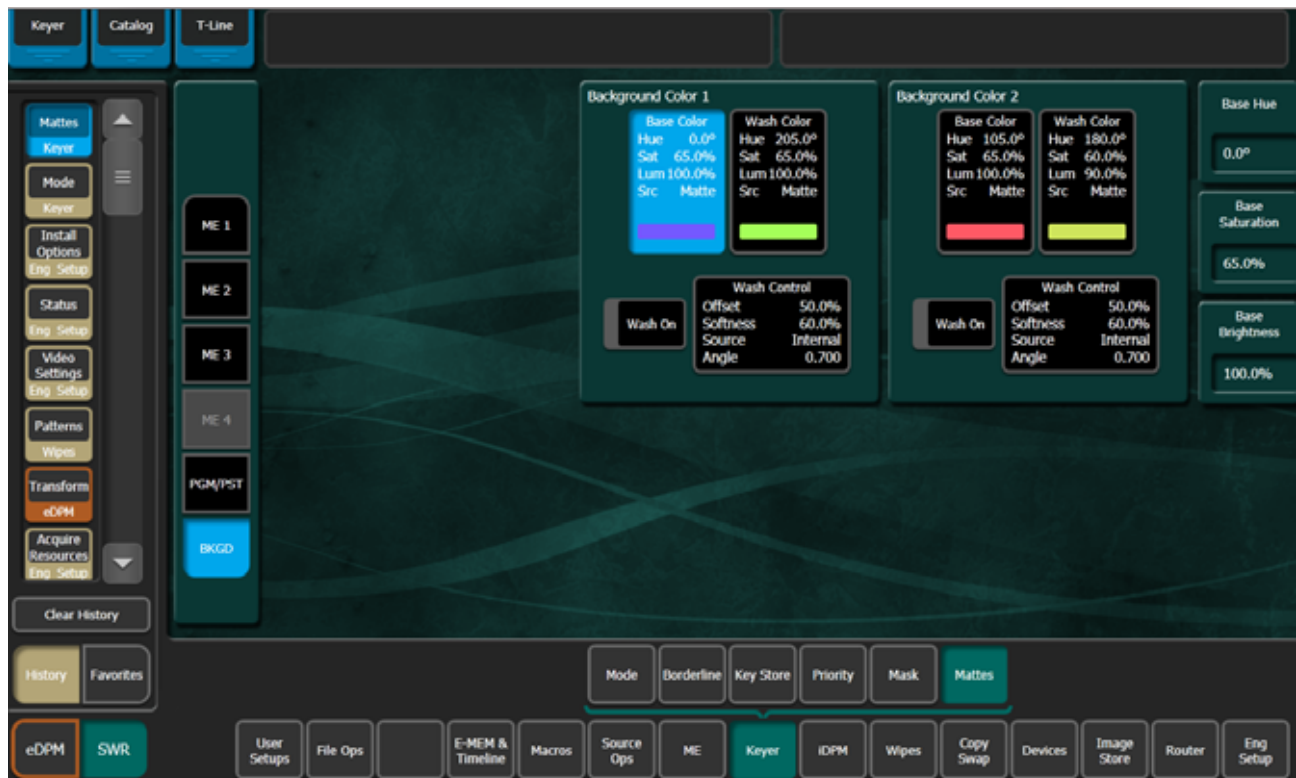 Keyer
Catalog
T-Line
Mattes
Keyer
Mode
Keyer
Install
Options
Eng Setup
Status
Eng Setup
Video
Settings
Eng Setup
Patterns
Wipes
Transform
eDPM
Acquire
Resources
Eng Setup
Clear History
History
Favorites
ME 1
ME 2
ME 3
ME 4
PGM/PST
BKGD
Background Color 1
Base Color
Hue 0.0º
Sat 65.0%
Lum 100.0%
Src Matte
Wash Color
Hue 205.0º
Sat 65.0%
Lum 100.0%
Src Matte
Wash On
Wash Control
Offset 50.0%
Softness 60.0%
Source Internal
Angle 0.700
Background Color 2
Base Color
Hue 105.0º
Sat 65.0%
Lum 100.0%
Src Matte
Wash Color
Hue 180.0º
Sat 60.0%
Lum 90.0%
Src Matte
Wash On
Wash Control
Offset 50.0%
Softness 60.0%
Source Internal
Angle 0.700
Base Hue
0.0º
Base
Saturation
65.0%
Base
Brightness
100.0%
Mode
Borderline
Key Store
Priority
Mask
Mattes
eDPM
SWR
User
Setups
File Ops
E-MEM &
Timeline
Macros
Source
Ops
ME
Keyer
iDPM
Wipes
Copy
Swap
Devices
Image
Store
Router
Eng
Setup